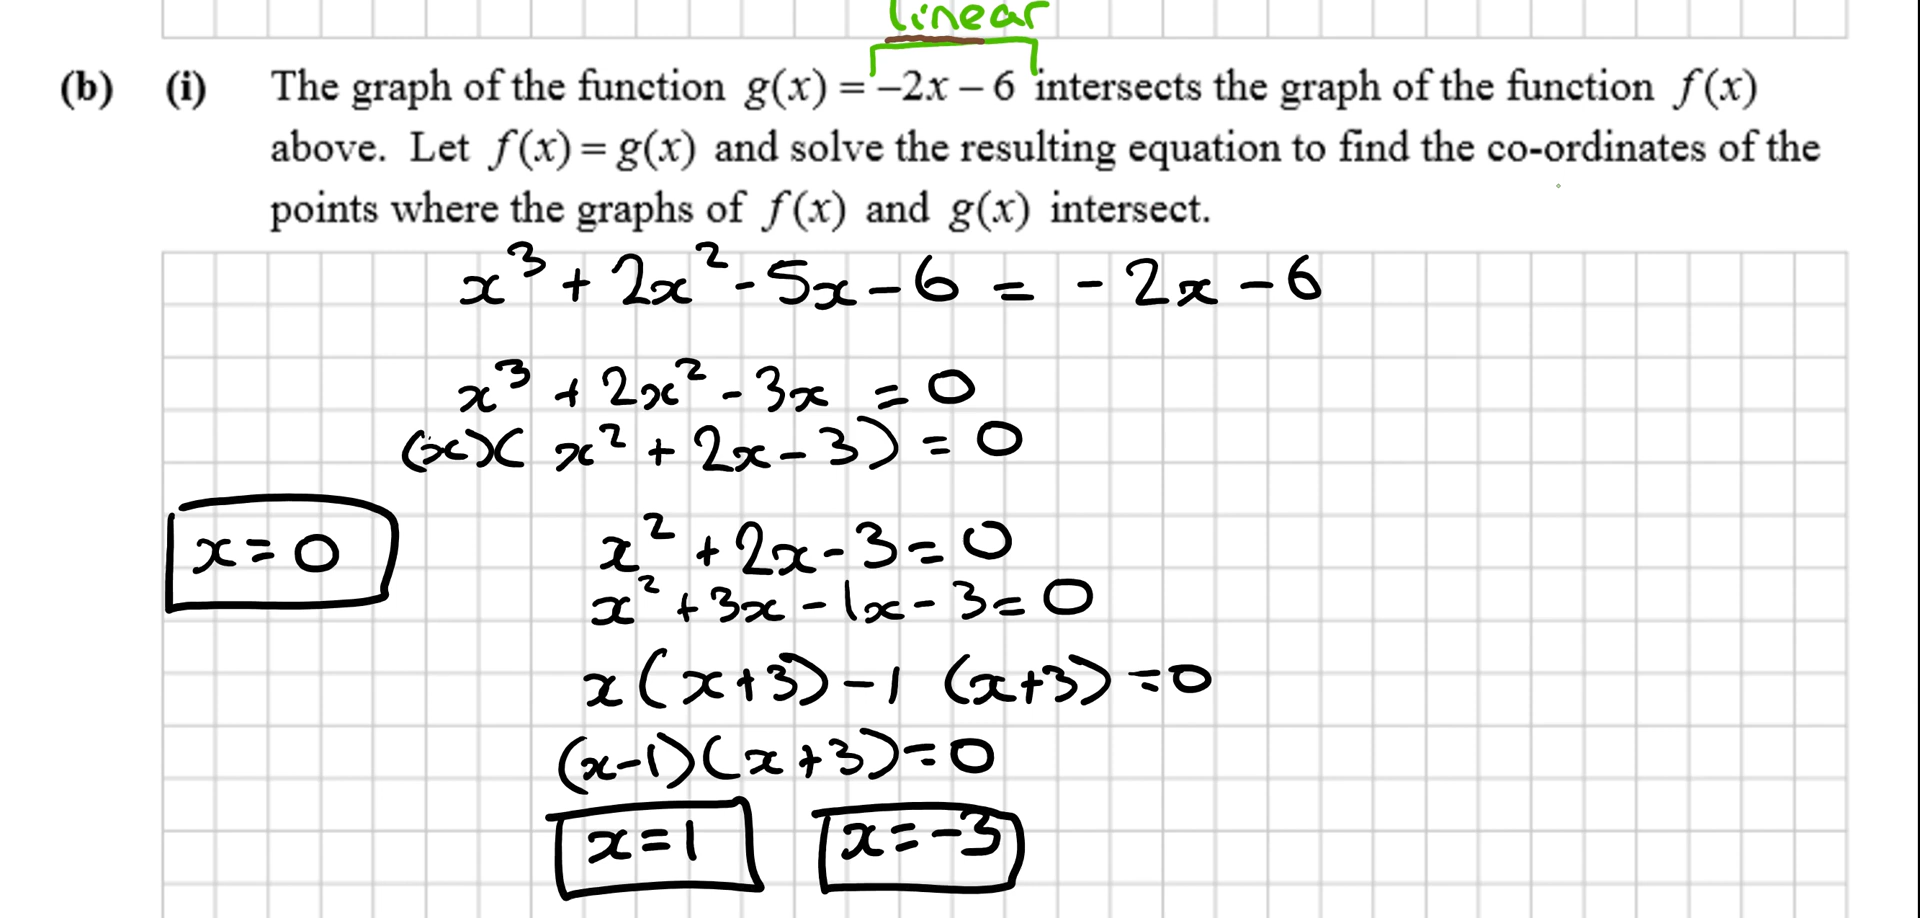 linear
(b) (i) The graph of the function g(x) = −2x − 6 intersects the graph of the function f(x)
above. Let f(x) = g(x) and solve the resulting equation to find the co-ordinates of the
points where the graphs of f(x) and g(x) intersect.
x³ + 2x² - 5x - 6 = - 2x - 6
x³ + 2x² - 3x = 0
(x)( x² + 2x - 3) = 0
x = 0
x² + 2x - 3 = 0
x² + 3x - 1x - 3 = 0
x(x+3) - 1 (x+3) = 0
(x-1)(x+3) = 0
x = 1 x = -3